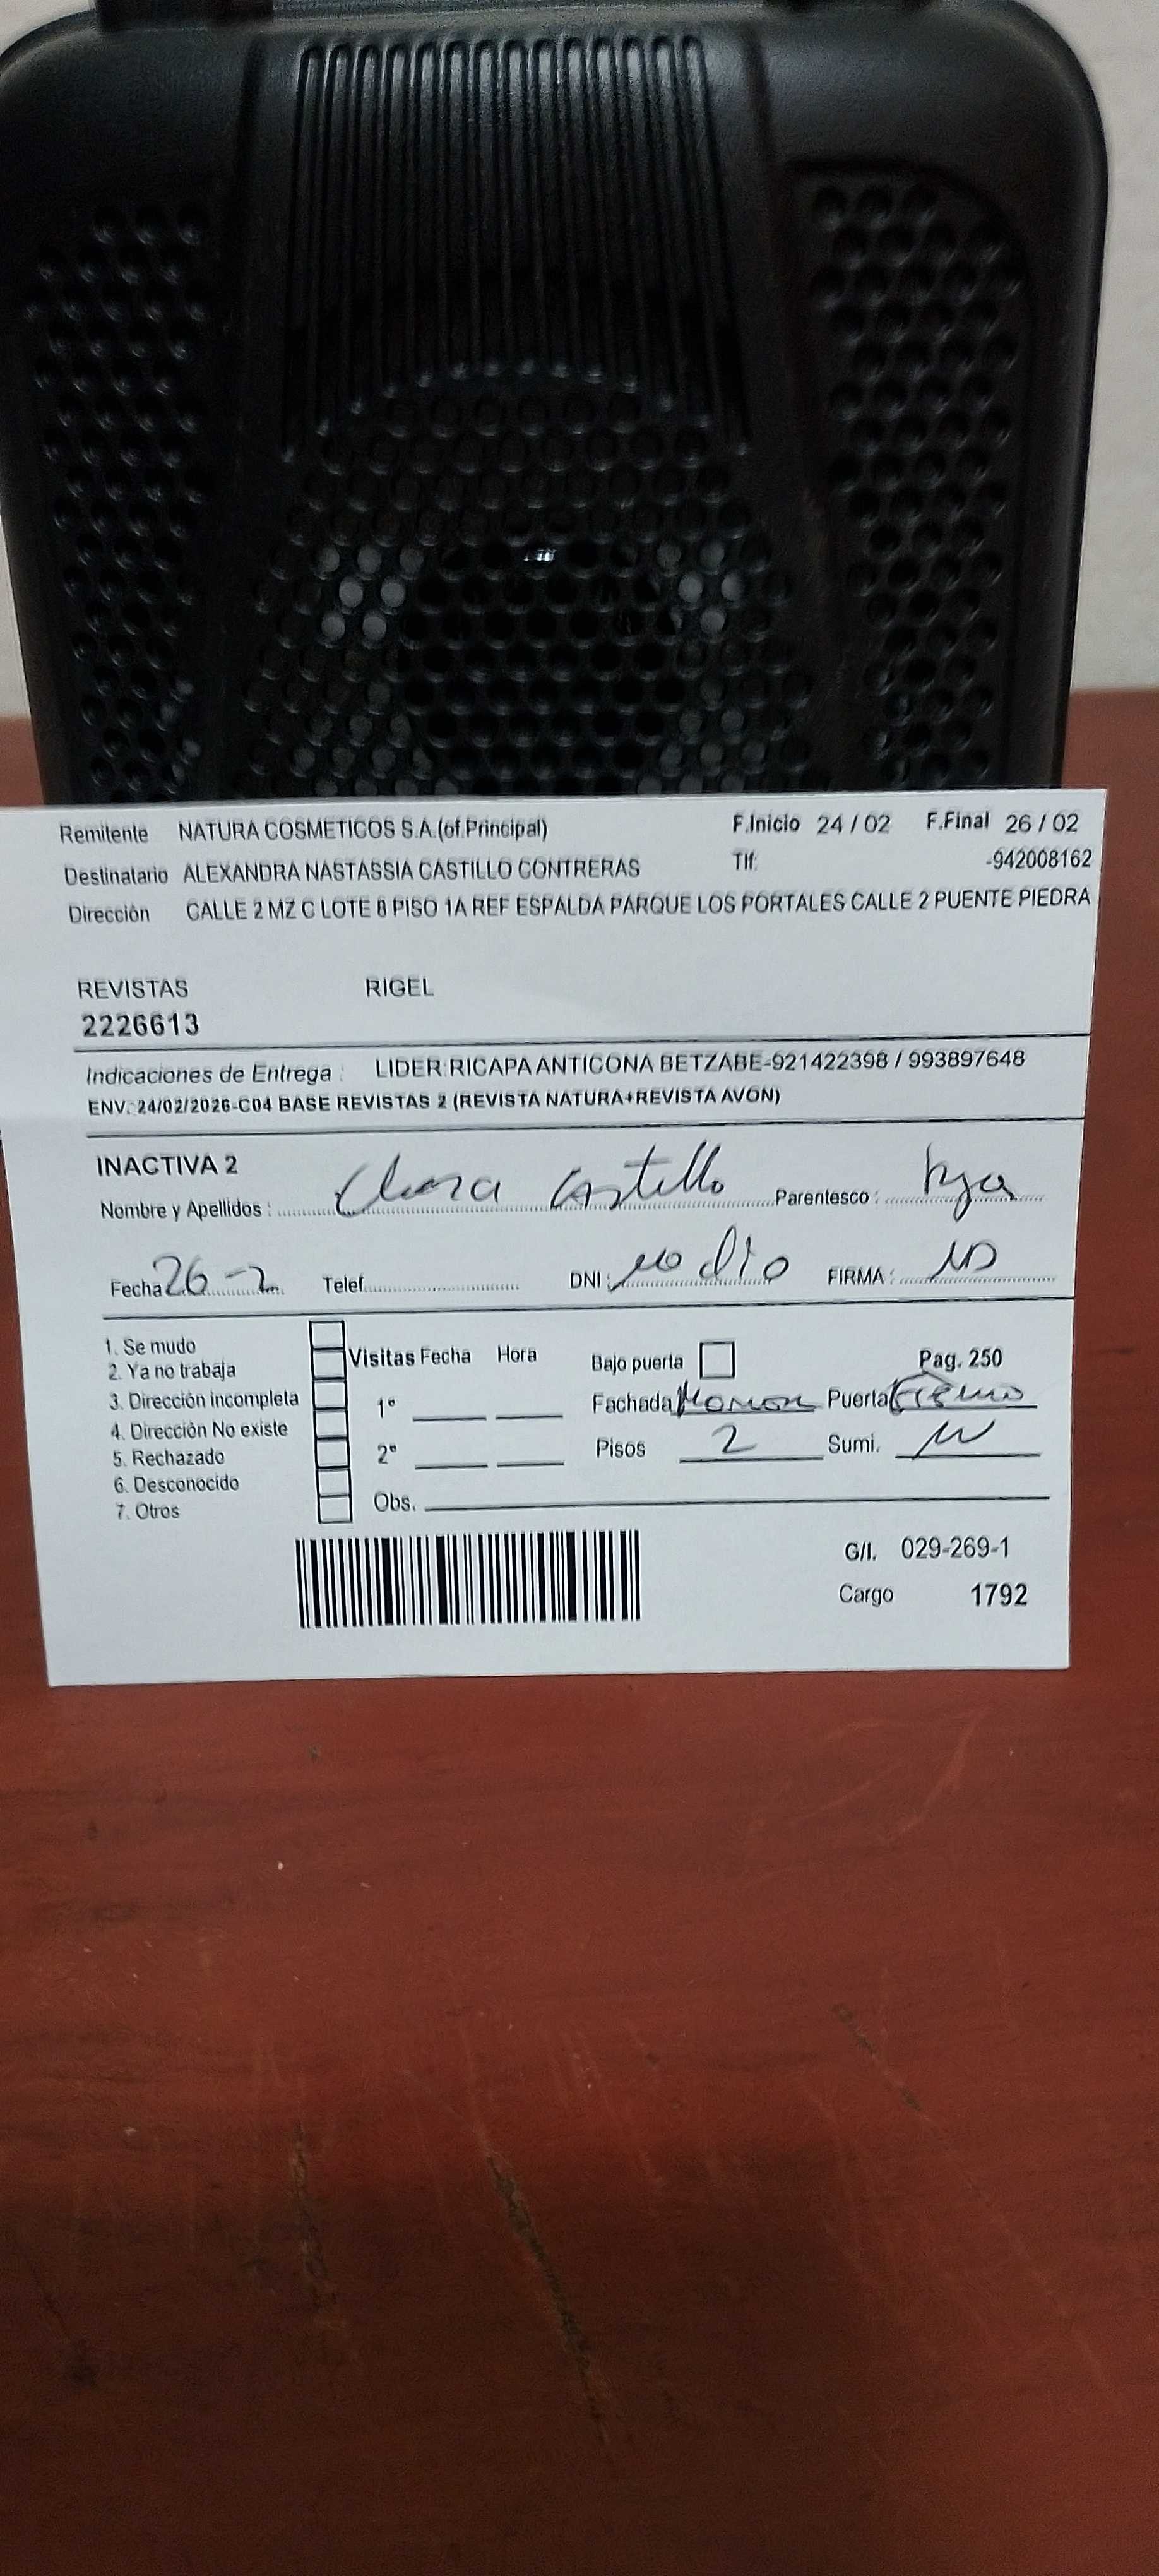 Remitente NATURA COSMETICOS S.A.(of.Principal) F.Inicio 24 / 02 F.Final 26 / 02
Destinatario ALEXANDRA NASTASSIA CASTILLO CONTRERAS Tlf: -942008162
Dirección CALLE 2 MZ C LOTE 8 PISO 1A REF ESPALDA PARQUE LOS PORTALES CALLE 2 PUENTE PIEDRA
REVISTAS RIGEL
2226613
Indicaciones de Entrega : LIDER:RICAPA ANTICONA BETZABE-921422398 / 993897648
ENV. 24/02/2026-C04 BASE REVISTAS 2 (REVISTA NATURA+REVISTA AVON)
INACTIVA 2
Nombre y Apellidos : Castillo Parentesco : hija
Fecha 26-2 Telef. DNI : no dio FIRMA :
1. Se mudo
2. Ya no trabaja Visitas Fecha Hora Bajo puerta Pag. 250
3. Dirección incompleta 1° Fachada Puerta
4. Dirección No existe
5. Rechazado 2° Pisos 2 Sumi.
6. Desconocido
7. Otros Obs.
G/I. 029-269-1
Cargo 1792